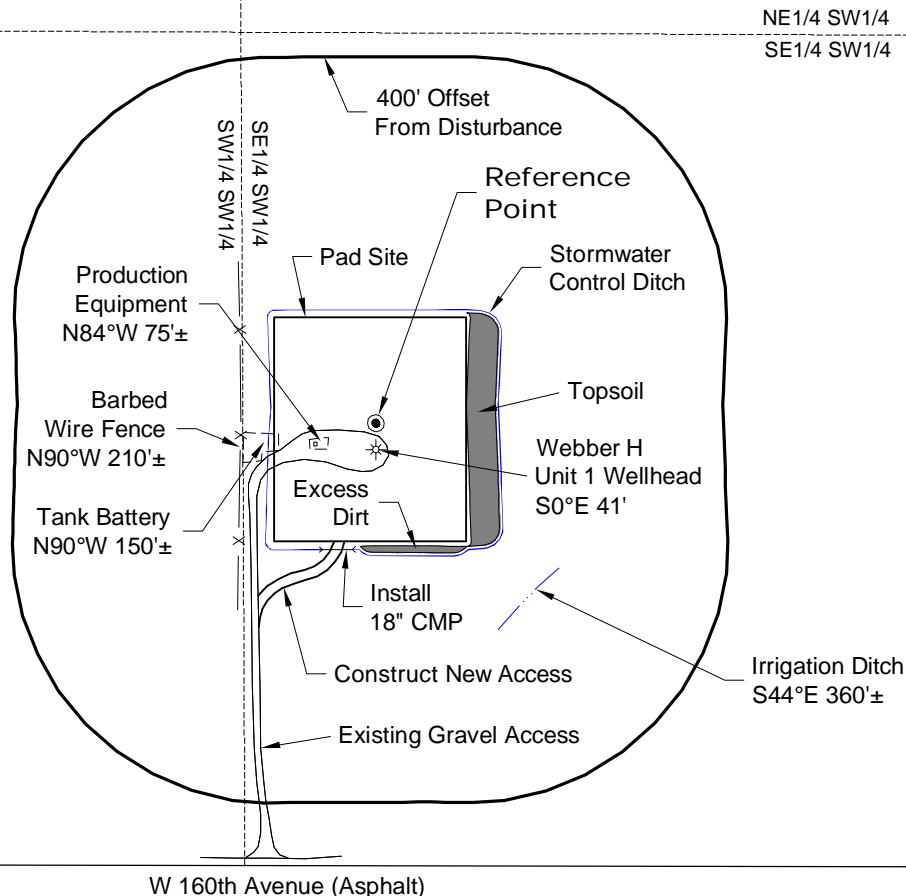 NE1/4 SW1/4
SE1/4 SW1/4
400' Offset
From Disturbance
SW1/4 SW1/4
SE1/4 SW1/4
Reference
Point
Pad Site
Stormwater
Control Ditch
Production
Equipment
N84°W 75'±
Topsoil
Barbed
Wire Fence
N90°W 210'±
Webber H
Unit 1 Wellhead
S0°E 41'
Excess
Dirt
Tank Battery
N90°W 150'±
Install
18" CMP
Construct New Access
Irrigation Ditch
S44°E 360'±
Existing Gravel Access
W 160th Avenue (Asphalt)